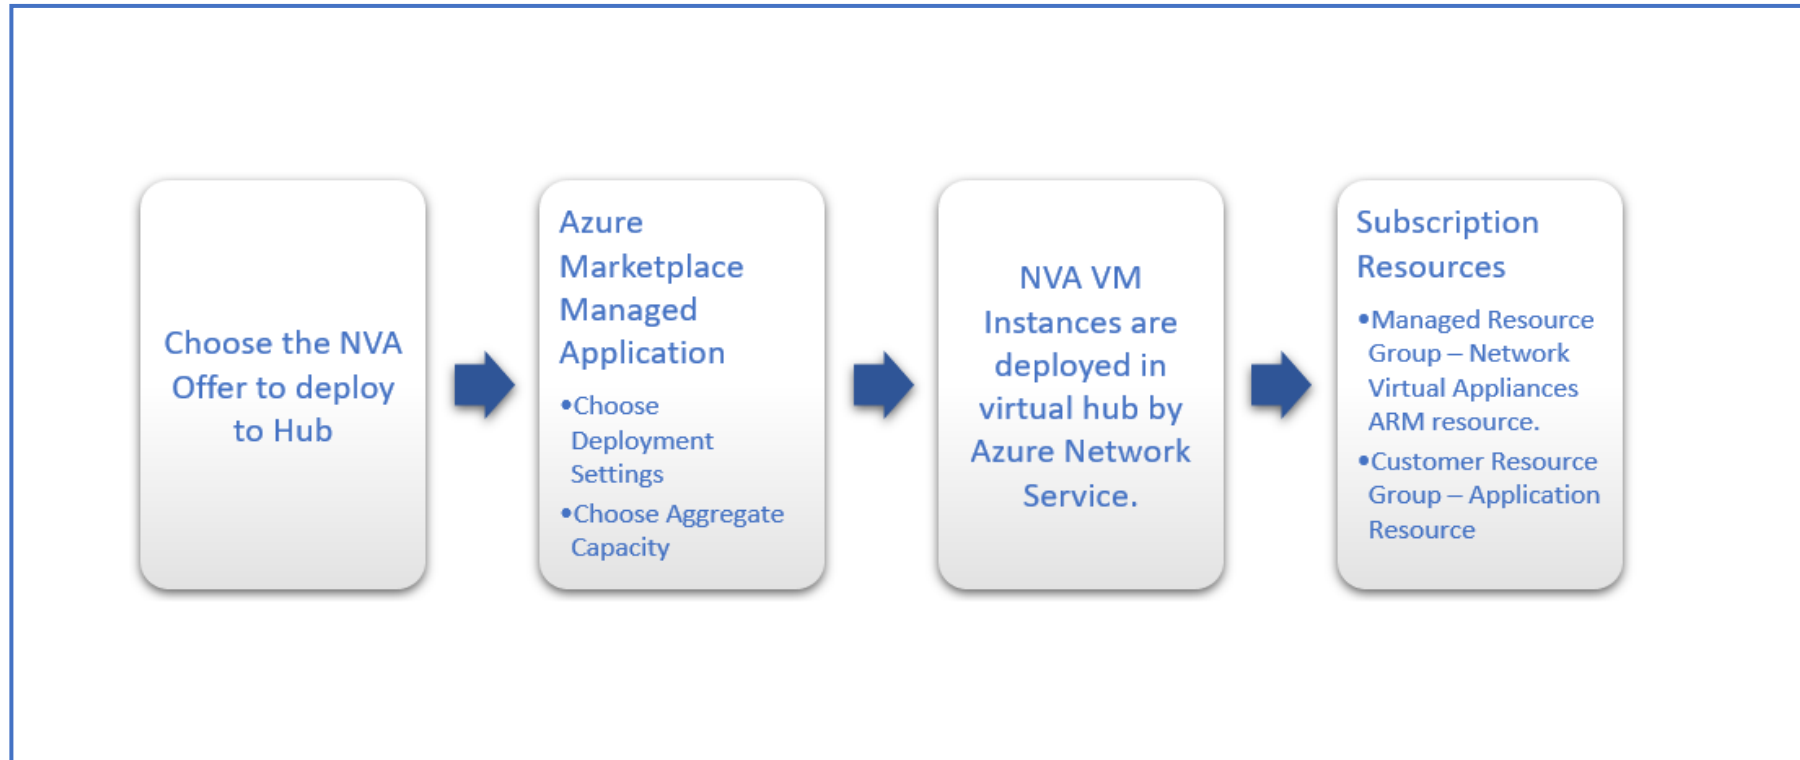 Choose the NVA
Offer to deploy
to Hub
Azure
Marketplace
Managed
Application
•Choose
Deployment
Settings
•Choose Aggregate
Capacity
NVA VM
Instances are
deployed in
virtual hub by
Azure Network
Service.
Subscription
Resources
•Managed Resource
Group – Network
Virtual Appliances
ARM resource.
•Customer Resource
Group – Application
Resource